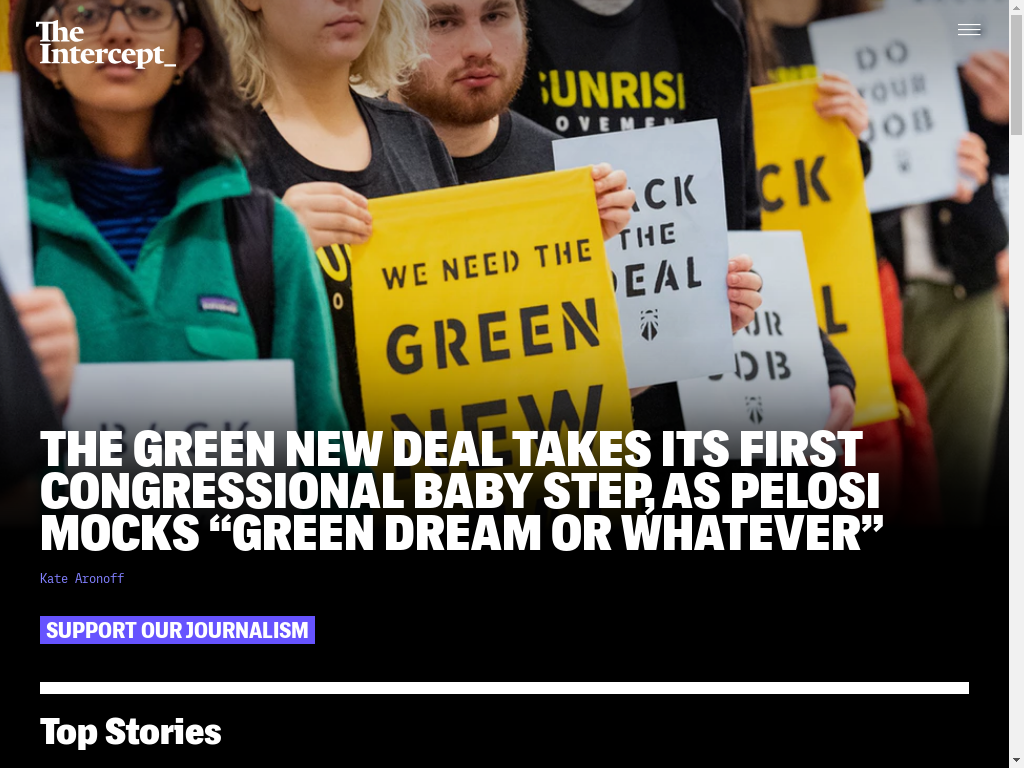 The
Intercept_
SUNRISE
MOVEMENT
DO
YOUR
JOB
WE NEED THE
GREEN
NEW
BACK
THE
DEAL
YOUR
JOB
BACK
THE GREEN NEW DEAL TAKES ITS FIRST
CONGRESSIONAL BABY STEP, AS PELOSI
MOCKS “GREEN DREAM OR WHATEVER”
Kate Aronoff
SUPPORT OUR JOURNALISM
Top Stories